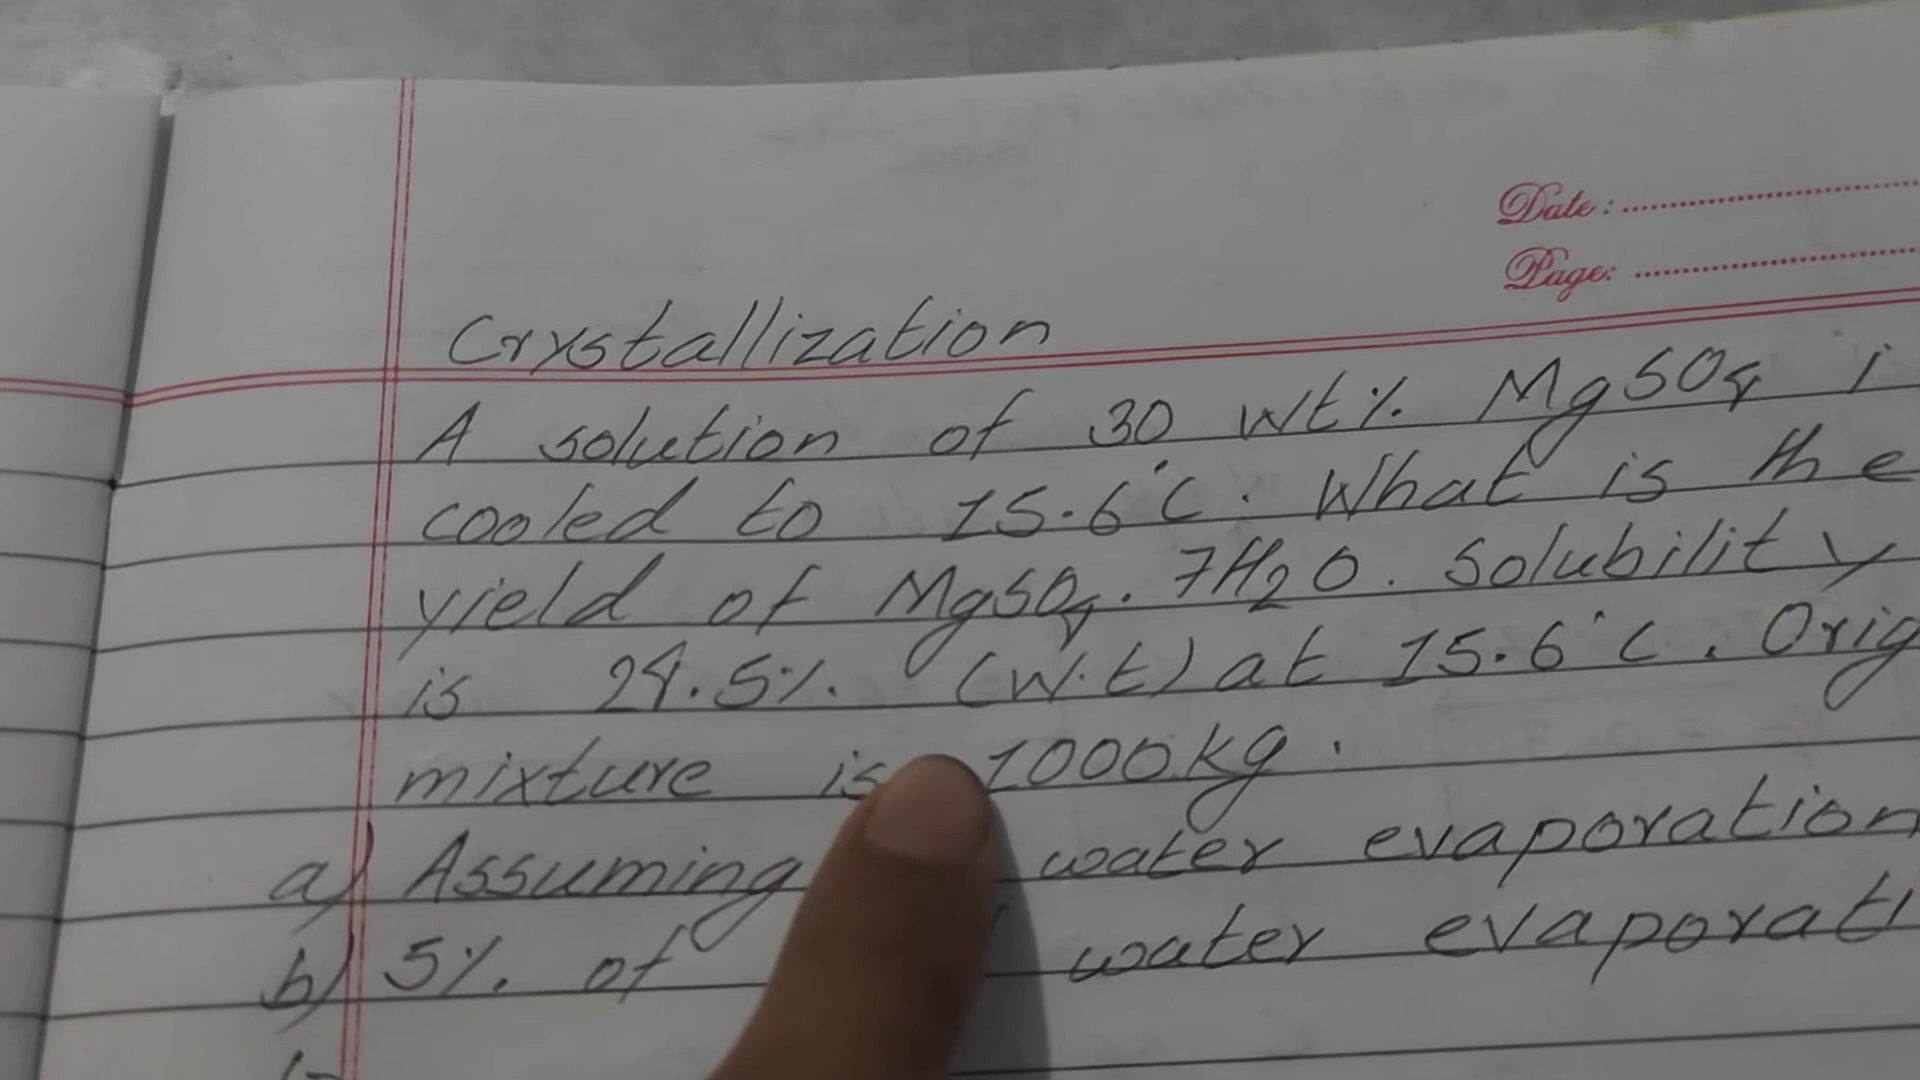 Date:
Page:
Crystallization
A solution of 30 wt%. MgSO4 i
cooled to 15.6°C. What is the
yield of MgSO4. 7H2O. Solubility
is 24.5%. (W.t) at 15.6°C. Orig
mixture is 1000kg.
a) Assuming water evaporation
b) 5%. of water evaporati